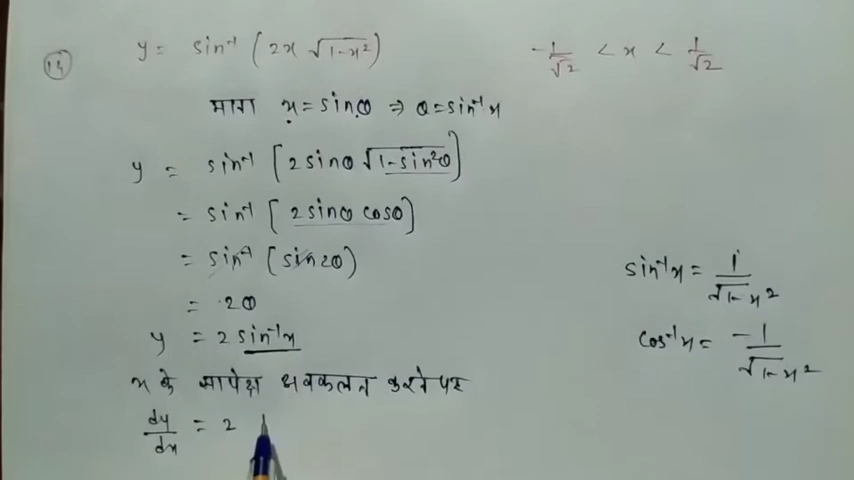 14 y = sin⁻¹ (2x √(1-x²)) -1/√2 < x < 1/√2
माना x = sinθ ⇒ θ = sin⁻¹x
y = sin⁻¹ [2 sinθ √(1-sin²θ)]
= sin⁻¹ [2 sinθ cosθ]
= sin⁻¹ (sin2θ)
= 2θ
y = 2 sin⁻¹x
x के सापेक्ष अवकलन करने पर
dy/dx = 2
sin⁻¹x = 1/√(1-x²)
cos⁻¹x = -1/√(1-x²)